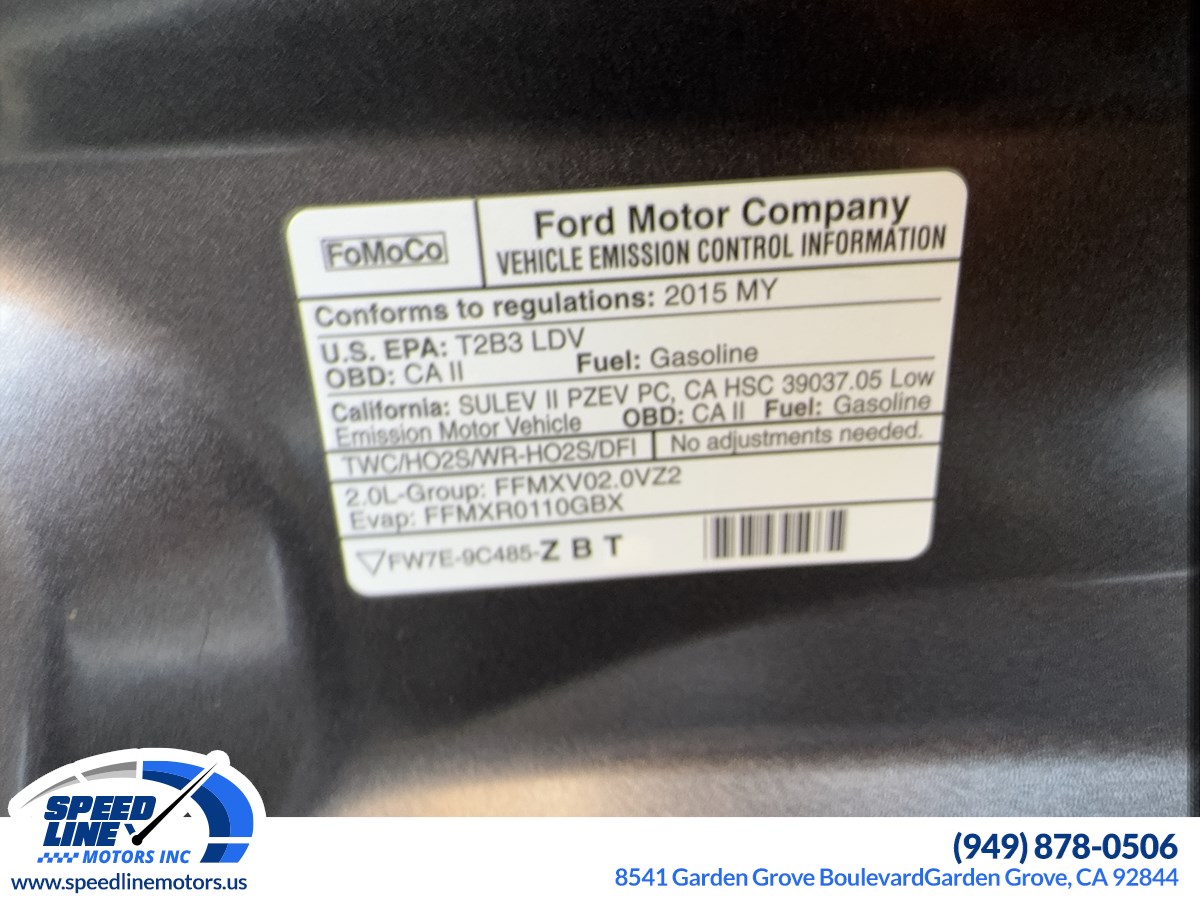 FoMoCo
Ford Motor Company
VEHICLE EMISSION CONTROL INFORMATION
Conforms to regulations: 2015 MY
U.S. EPA: T2B3 LDV
OBD: CA II Fuel: Gasoline
California: SULEV II PZEV PC, CA HSC 39037.05 Low
Emission Motor Vehicle OBD: CA II Fuel: Gasoline
TWC/HO2S/WR-HO2S/DFI No adjustments needed.
2.0L-Group: FFMXV02.0VZ2
Evap: FFMXR0110GBX
FW7E-9C485-Z B T
SPEED
LINE
MOTORS INC
www.speedlinemotors.us
(949) 878-0506
8541 Garden Grove BoulevardGarden Grove, CA 92844